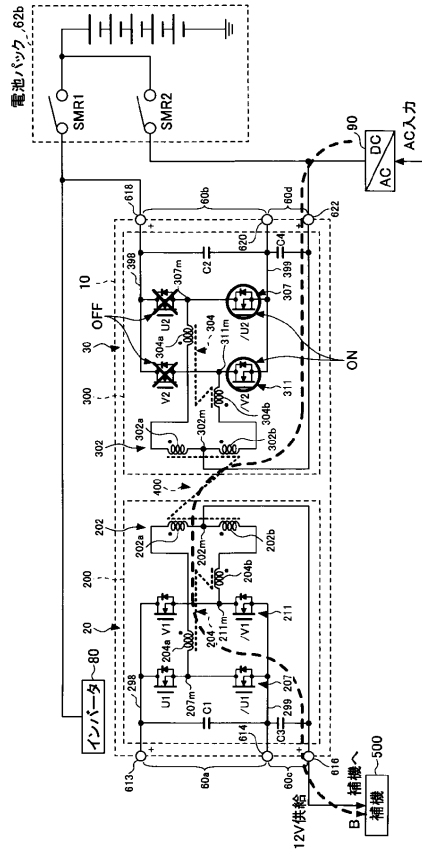 電池パック
62b
SMR1
SMR2
90
DC
AC
AC入力
618
60b
620
60d
622
10
398
307m
C2
399
C4
307
OFF
U2
/U2
30
304a
304
311m
ON
V2
/V2
300
304b
311
302a
302m
302b
302
400
202
202a
202m
202b
200
204b
V1
/V1
211
20
204a
204
211m
298
U1
/U1
207
207m
299
C1
C3
80
インバータ
613
60a
614
60c
616
12V供給
補機へ
B
500
補機
+
+
+
+